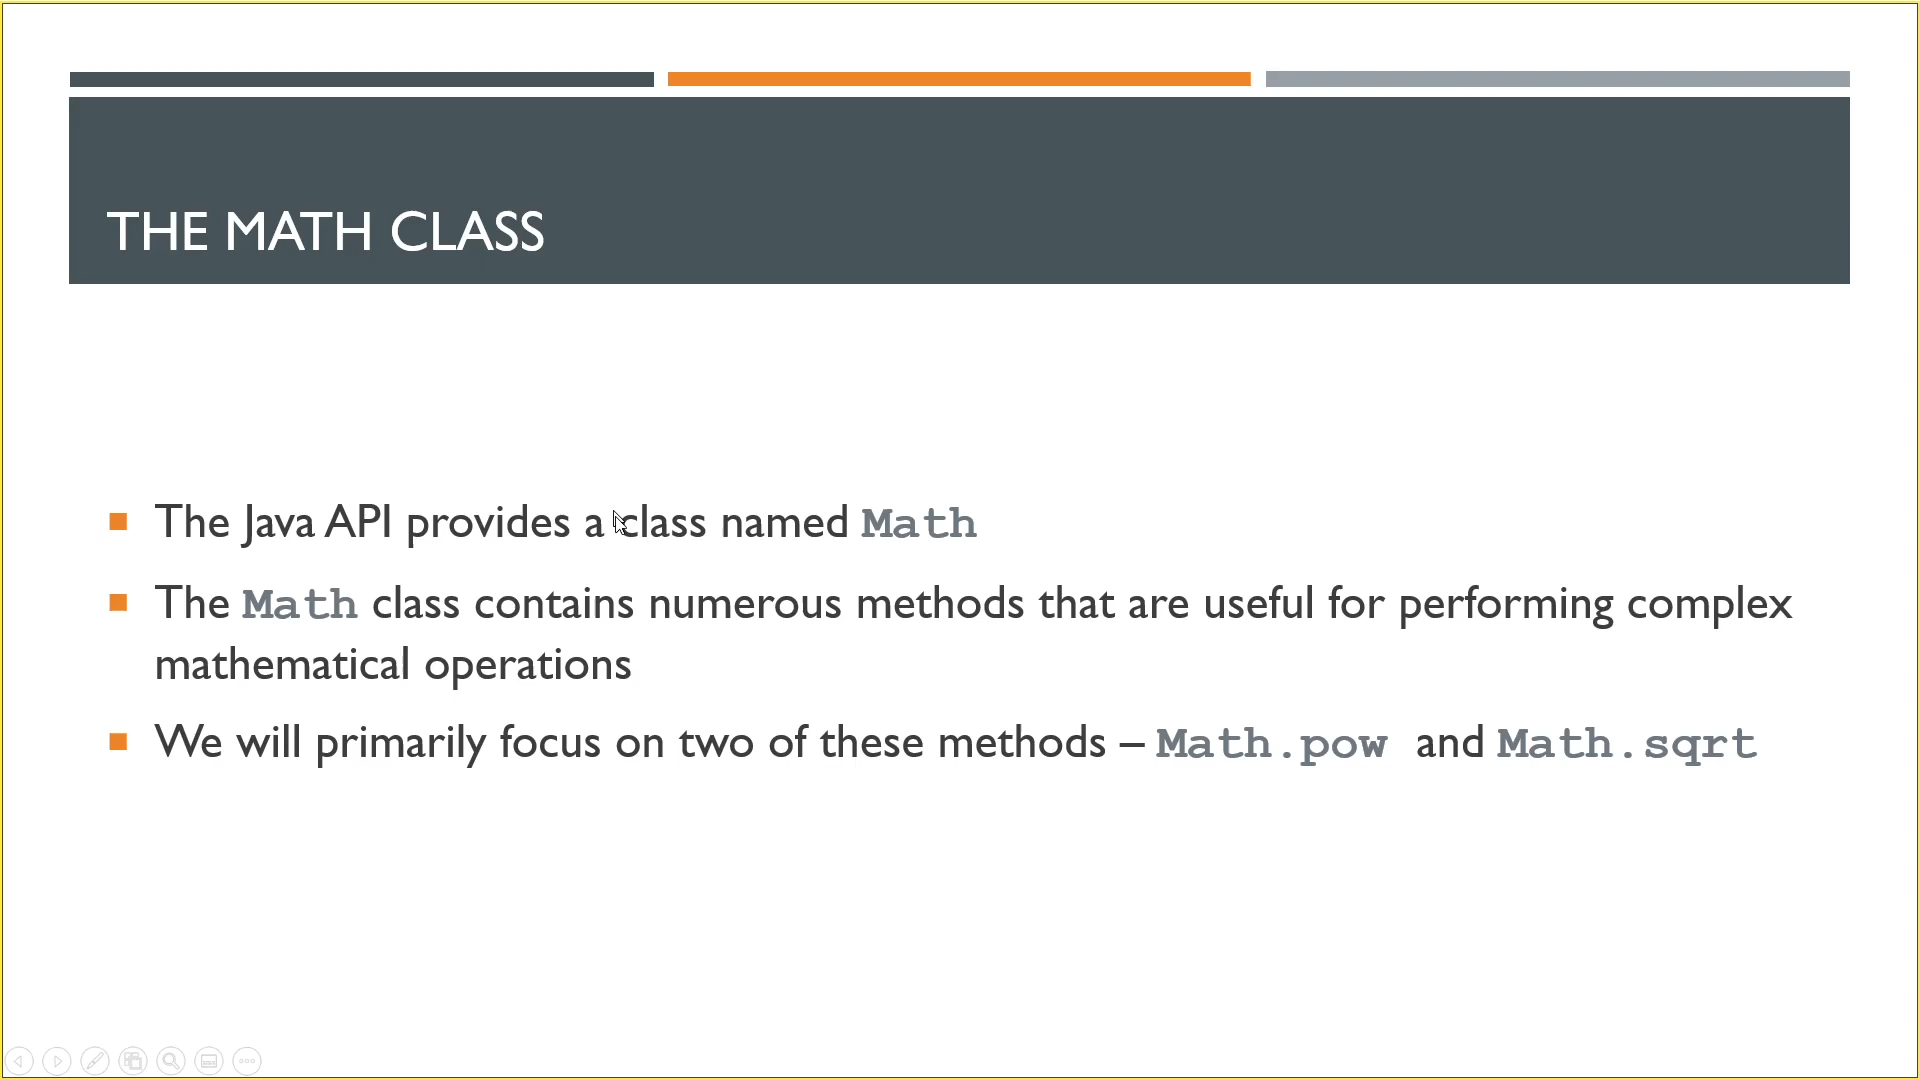 THE MATH CLASS
The Java API provides a class named Math
The Math class contains numerous methods that are useful for performing complex
mathematical operations
We will primarily focus on two of these methods – Math.pow and Math.sqrt